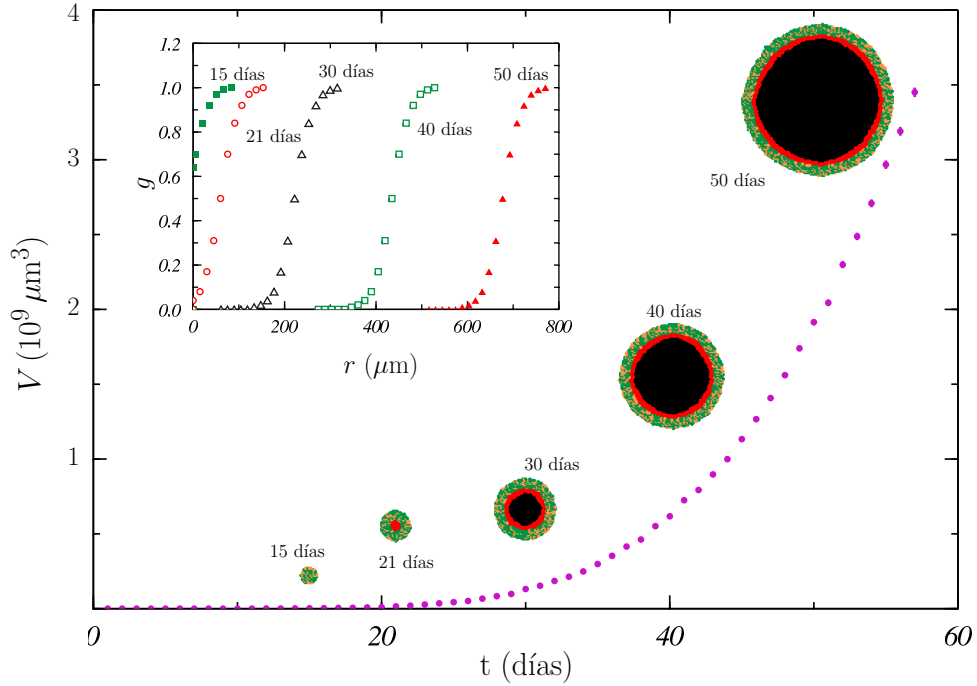 4
3
2
1
V (10⁹ μm³)
0
20
40
60
t (días)
1.2
1.0
0.8
0.6
0.4
0.2
0.0
g
0
200
400
600
800
r (μm)
15 días
21 días
30 días
40 días
50 días
15 días
21 días
30 días
40 días
50 días